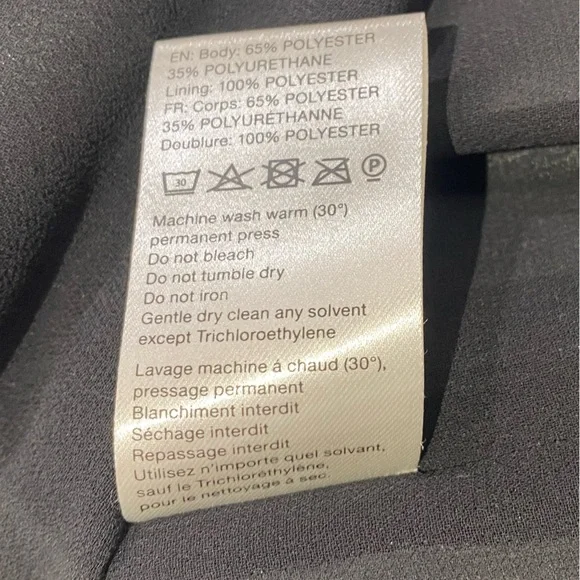 EN: Body: 65% POLYESTER
35% POLYURETHANE
Lining: 100% POLYESTER
FR: Corps: 65% POLYESTER
35% POLYURÉTHANNE
Doublure: 100% POLYESTER
30 P
Machine wash warm (30°)
permanent press
Do not bleach
Do not tumble dry
Do not iron
Gentle dry clean any solvent
except Trichloroethylene
Lavage machine á chaud (30°),
pressage permanent
Blanchiment interdit
Séchage interdit
Repassage interdit
Utilisez n'importe quel solvant,
sauf le Trichloréthyléne,
pour le nettoyage á sec.